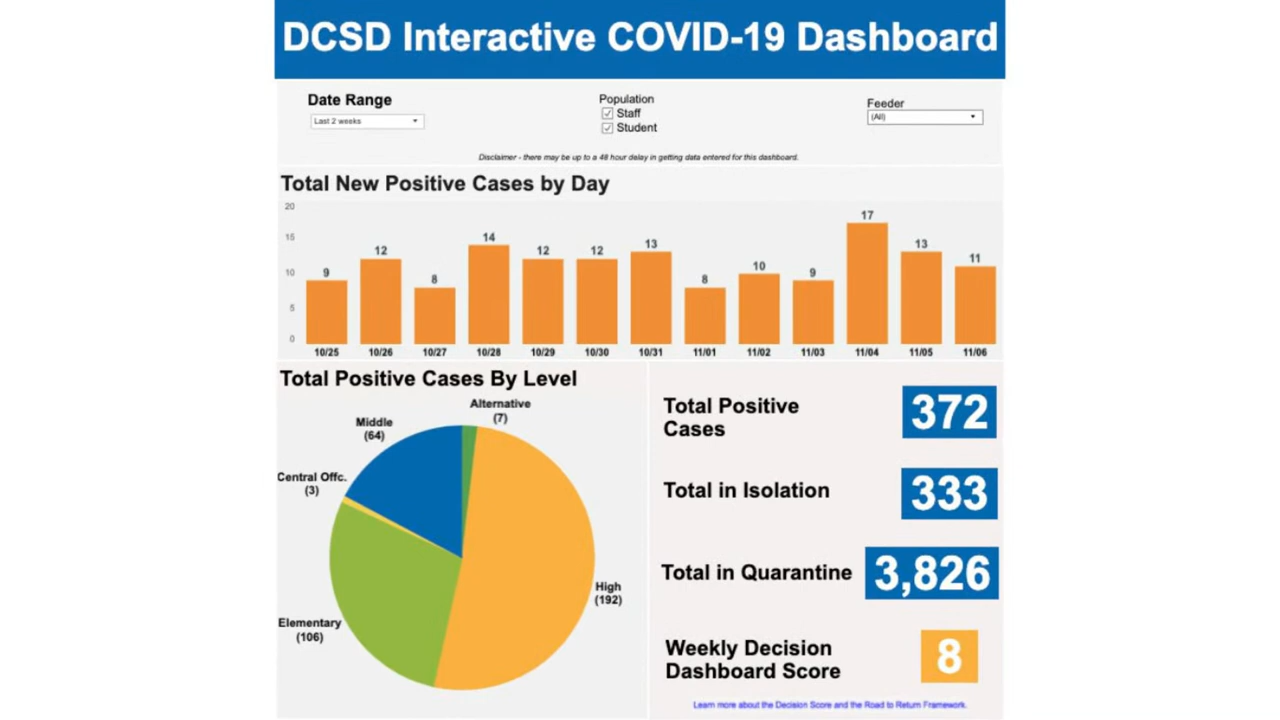 DCSD Interactive COVID-19 Dashboard
Date Range
Last 2 weeks
Population
Staff
Student
Feeder
(All)
Disclaimer - there may be up to a 48 hour delay in getting data entered for this dashboard.
Total New Positive Cases by Day
20
15
10
5
0
9
12
8
14
12
12
13
8
10
9
17
13
11
10/25
10/26
10/27
10/28
10/29
10/30
10/31
11/01
11/02
11/03
11/04
11/05
11/06
Total Positive Cases By Level
Alternative
(7)
Middle
(64)
Central Offc.
(3)
High
(192)
Elementary
(106)
Total Positive
Cases
372
Total in Isolation
333
Total in Quarantine
3,826
Weekly Decision
Dashboard Score
8
Learn more about the Decision Score and the Road to Return Framework.